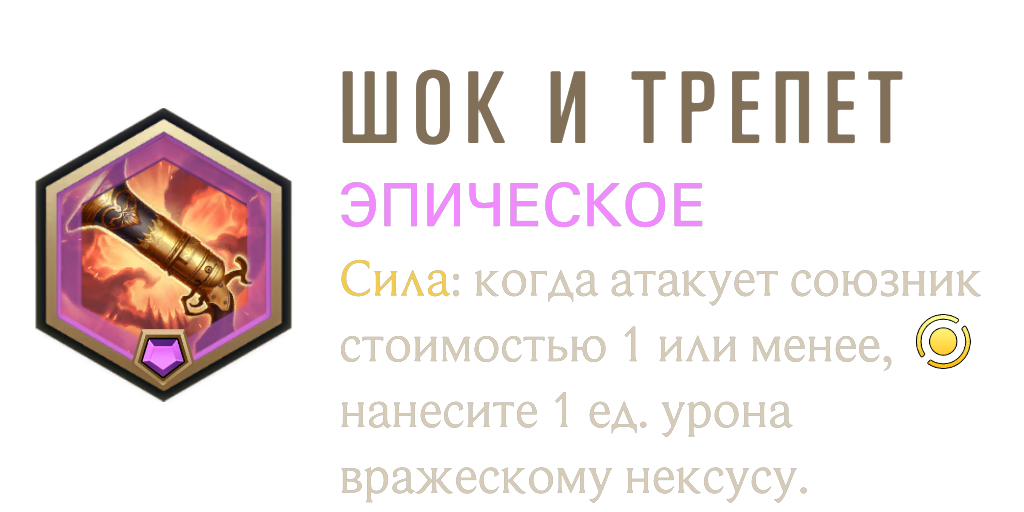 ШОК И ТРЕПЕТ
ЭПИЧЕСКОЕ
Сила: когда атакует союзник
стоимостью 1 или менее,
нанесите 1 ед. урона
вражескому нексусу.